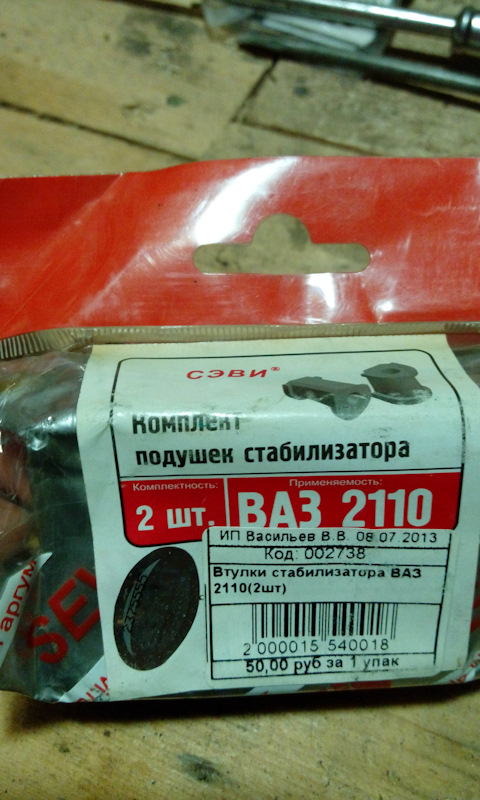 СЭВИ®
Комплект
подушек стабилизатора
Комплектность:
Применяемость:
2 шт.
ВАЗ 2110
ИП Васильев В.В. 08.07.2013
Код: 002738
Втулки стабилизатора ВАЗ
2110(2шт)
2 000015 540018
50,00 руб за 1 упак